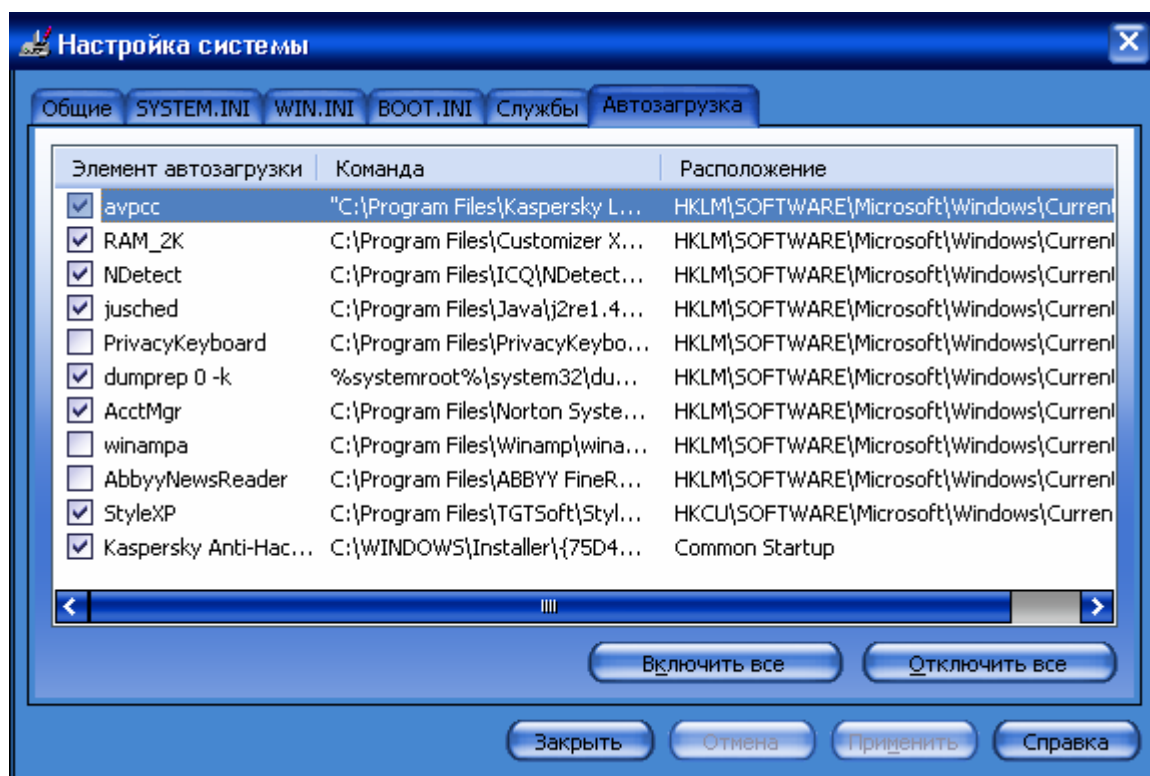 Настройка системы
Общие SYSTEM.INI WIN.INI BOOT.INI Службы Автозагрузка
Элемент автозагрузки Команда Расположение
avpcc "C:\Program Files\Kaspersky L... HKLM\SOFTWARE\Microsoft\Windows\Current
RAM_2K C:\Program Files\Customizer X... HKLM\SOFTWARE\Microsoft\Windows\Current
NDetect C:\Program Files\ICQ\NDetect... HKLM\SOFTWARE\Microsoft\Windows\Current
jusched C:\Program Files\Java\j2re1.4... HKLM\SOFTWARE\Microsoft\Windows\Current
PrivacyKeyboard C:\Program Files\PrivacyKeybo... HKLM\SOFTWARE\Microsoft\Windows\Current
dumprep 0 -k %systemroot%\system32\du... HKLM\SOFTWARE\Microsoft\Windows\Current
AcctMgr C:\Program Files\Norton Syste... HKLM\SOFTWARE\Microsoft\Windows\Current
winampa C:\Program Files\Winamp\wina... HKLM\SOFTWARE\Microsoft\Windows\Current
AbbyyNewsReader C:\Program Files\ABBYY FineR... HKLM\SOFTWARE\Microsoft\Windows\Current
StyleXP C:\Program Files\TGTSoft\Styl... HKCU\SOFTWARE\Microsoft\Windows\Curren
Kaspersky Anti-Hac... C:\WINDOWS\Installer\{75D4... Common Startup
Включить все Отключить все
Закрыть Отмена Применить Справка